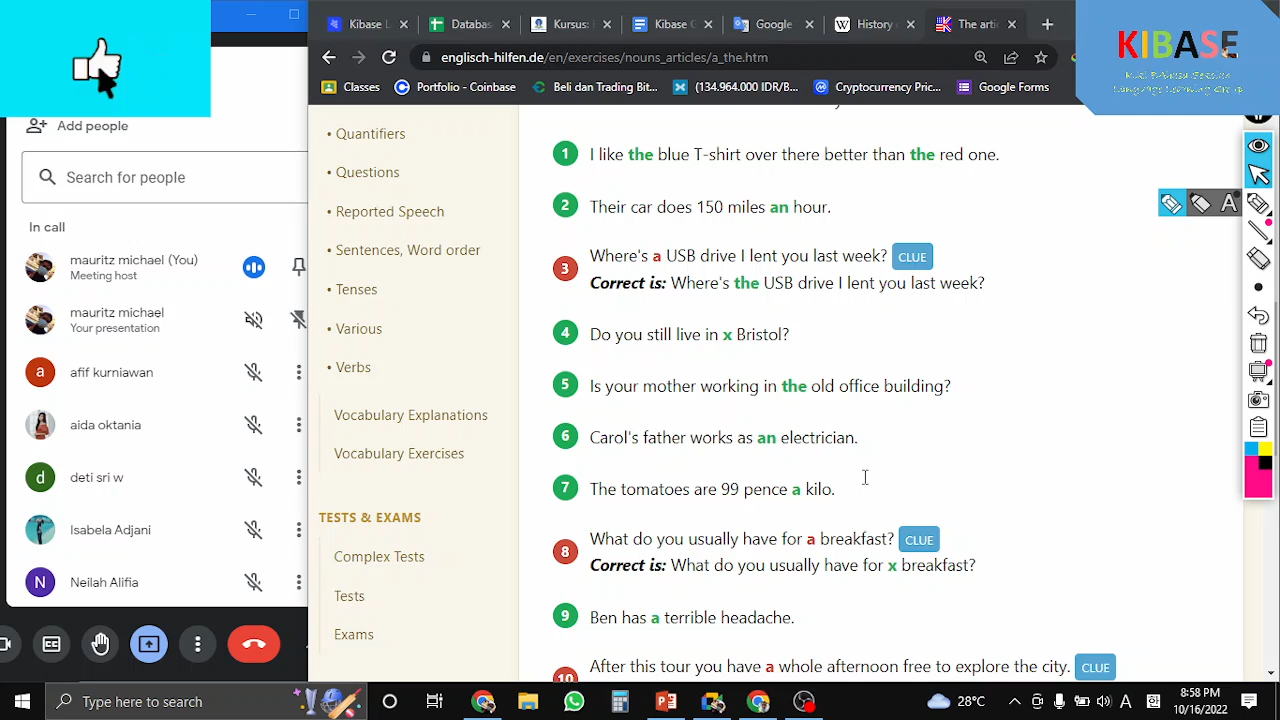 Kibase L
Databas
Kursus:
Kibase C
Google
History
The arti
englisch-hilfen.de/en/exercises/nouns_articles/a_the.htm
KIBASE
Language Learning Group
Classes
Portfolio - Coinbase
Beli dan Trading Bit...
(134.964.000 IDR/B...
Cryptocurrency Pric...
Google Forms
Add people
Search for people
In call
mauritz michael (You)
Meeting host
mauritz michael
Your presentation
a afif kurniawan
aida oktania
d deti sri w
Isabela Adjani
N Neilah Alifia
• Quantifiers
• Questions
• Reported Speech
• Sentences, Word order
• Tenses
• Various
• Verbs
Vocabulary Explanations
Vocabulary Exercises
TESTS & EXAMS
Complex Tests
Tests
Exams
1 I like the blue T-shirt over there better than the red one.
2 Their car does 150 miles an hour.
3 Where's a USB drive I lent you last week? CLUE
Correct is: Where's the USB drive I lent you last week?
4 Do you still live in x Bristol?
5 Is your mother working in the old office building?
6 Carol's father works as an electrician.
7 The tomatoes are 99 pence a kilo.
8 What do you usually have for a breakfast? CLUE
Correct is: What do you usually have for x breakfast?
9 Ben has a terrible headache.
10 After this tour you have a whole afternoon free to explore the city. CLUE
A
Type here to search
28°C
A
8:58 PM
10/16/2022